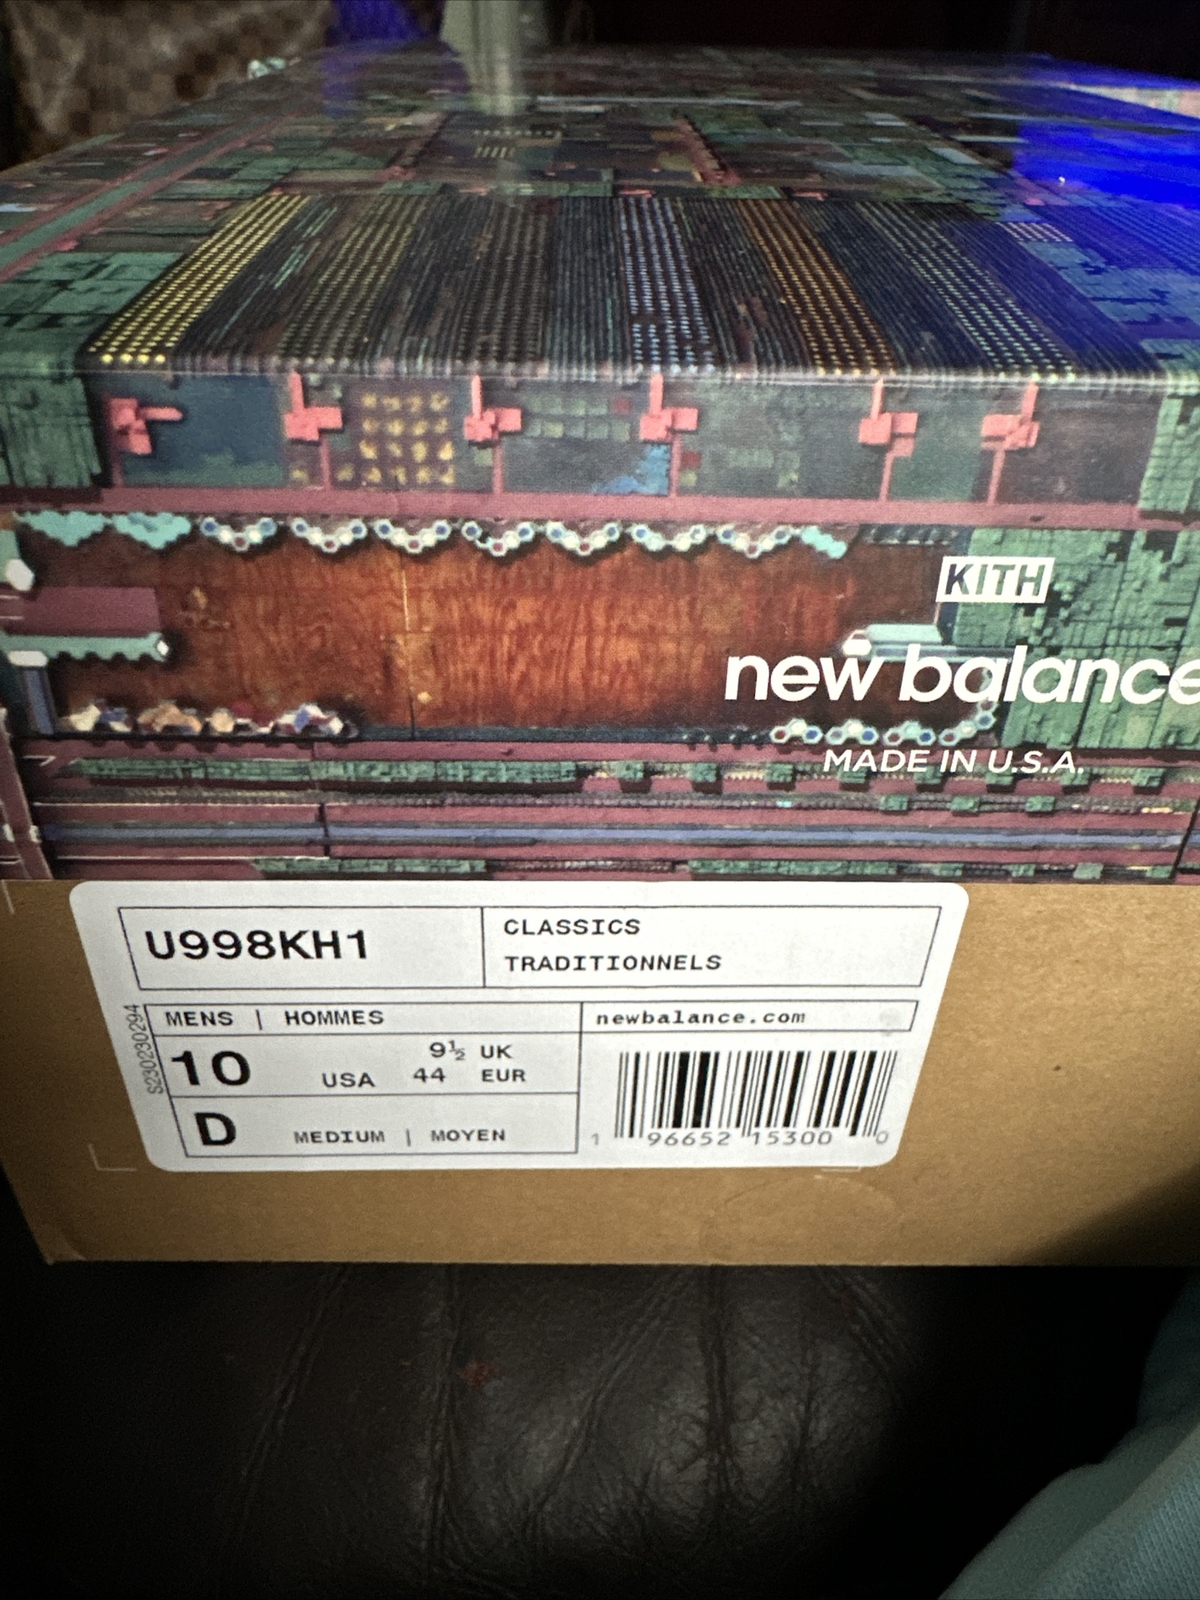 KITH
new balance
MADE IN U.S.A.
U998KH1
CLASSICS
TRADITIONNELS
S230230294
MENS | HOMMES
newbalance.com
10 USA
9½ UK
44 EUR
D MEDIUM | MOYEN
1 96652 15300 0